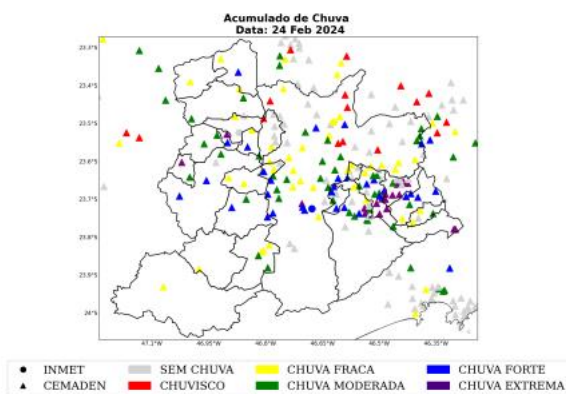 Acumulado de Chuva
Data: 24 Feb 2024
23.3°S
23.4°S
23.5°S
23.6°S
23.7°S
23.8°S
23.9°S
24°S
47.1°W
46.95°W
46.8°W
46.65°W
46.5°W
46.35°W
INMET
SEM CHUVA
CHUVA FRACA
CHUVA FORTE
CEMADEN
CHUVISCO
CHUVA MODERADA
CHUVA EXTREMA